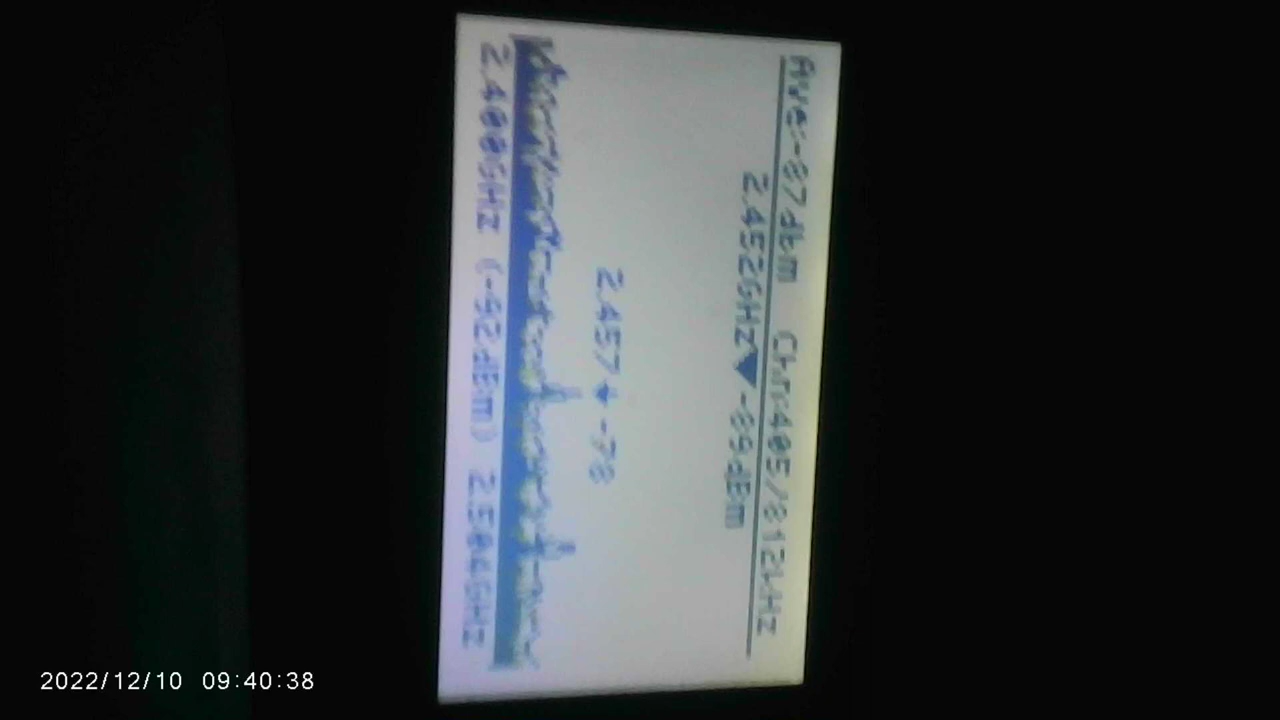 Ave:-87dbm Ch:405/812kHz
2.452GHz▼-89dBm
2.457♦-78
2.400GHz (-92dBm) 2.504GHz
2022/12/10 09:40:38